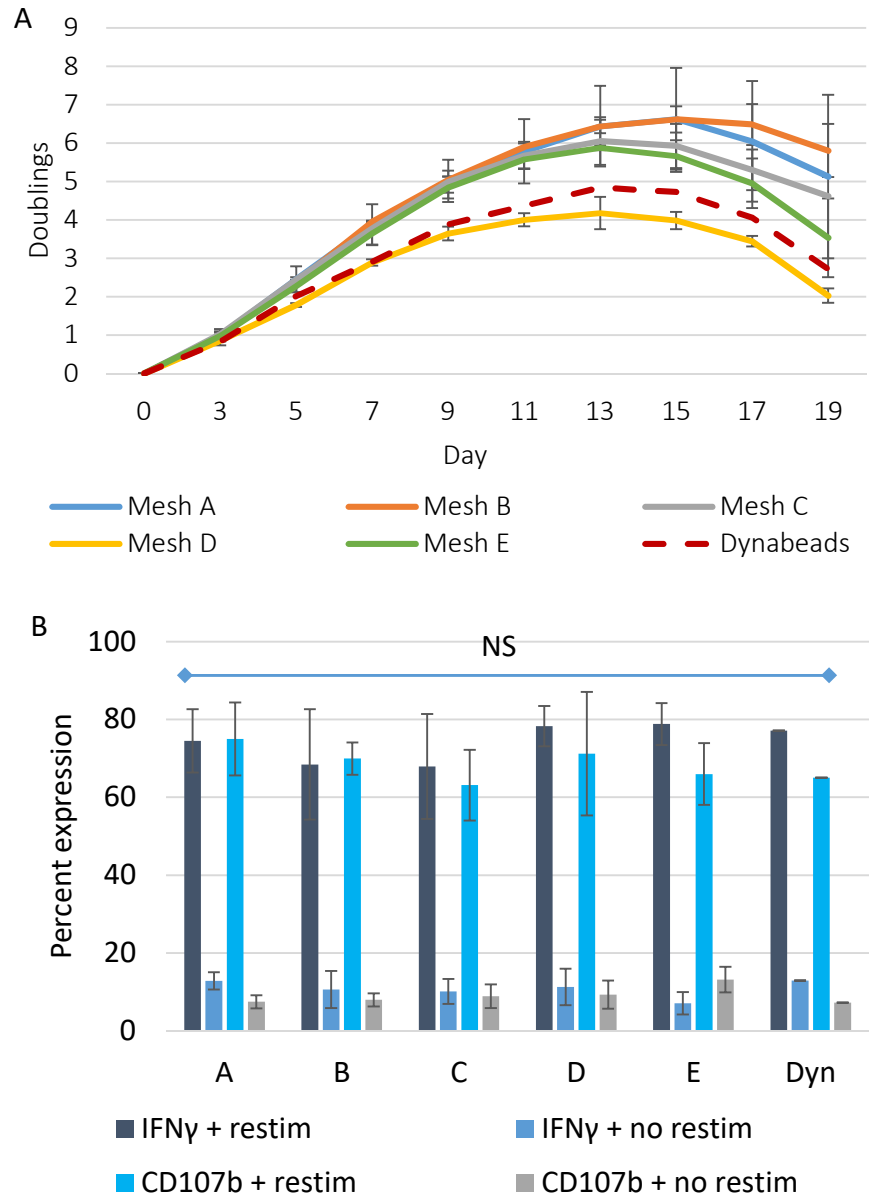 A
9
8
7
6
5
4
3
2
1
0
Doublings
0 3 5 7 9 11 13 15 17 19
Day
Mesh A Mesh B Mesh C
Mesh D Mesh E Dynabeads
B
100
80
60
40
20
0
Percent expression
NS
A B C D E Dyn
IFNγ + restim IFNγ + no restim
CD107b + restim CD107b + no restim